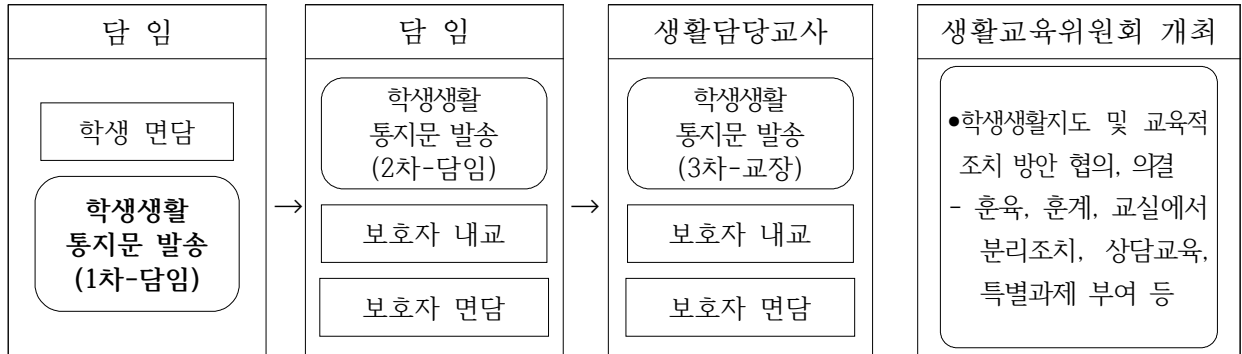 담 임
학생 면담
학생생활
통지문 발송
(1차-담임)
→
담 임
학생생활
통지문 발송
(2차-담임)
보호자 내교
보호자 면담
→
생활담당교사
학생생활
통지문 발송
(3차-교장)
보호자 내교
보호자 면담
생활교육위원회 개최
•학생생활지도 및 교육적
조치 방안 협의, 의결
- 훈육, 훈계, 교실에서
분리조치, 상담교육,
특별과제 부여 등